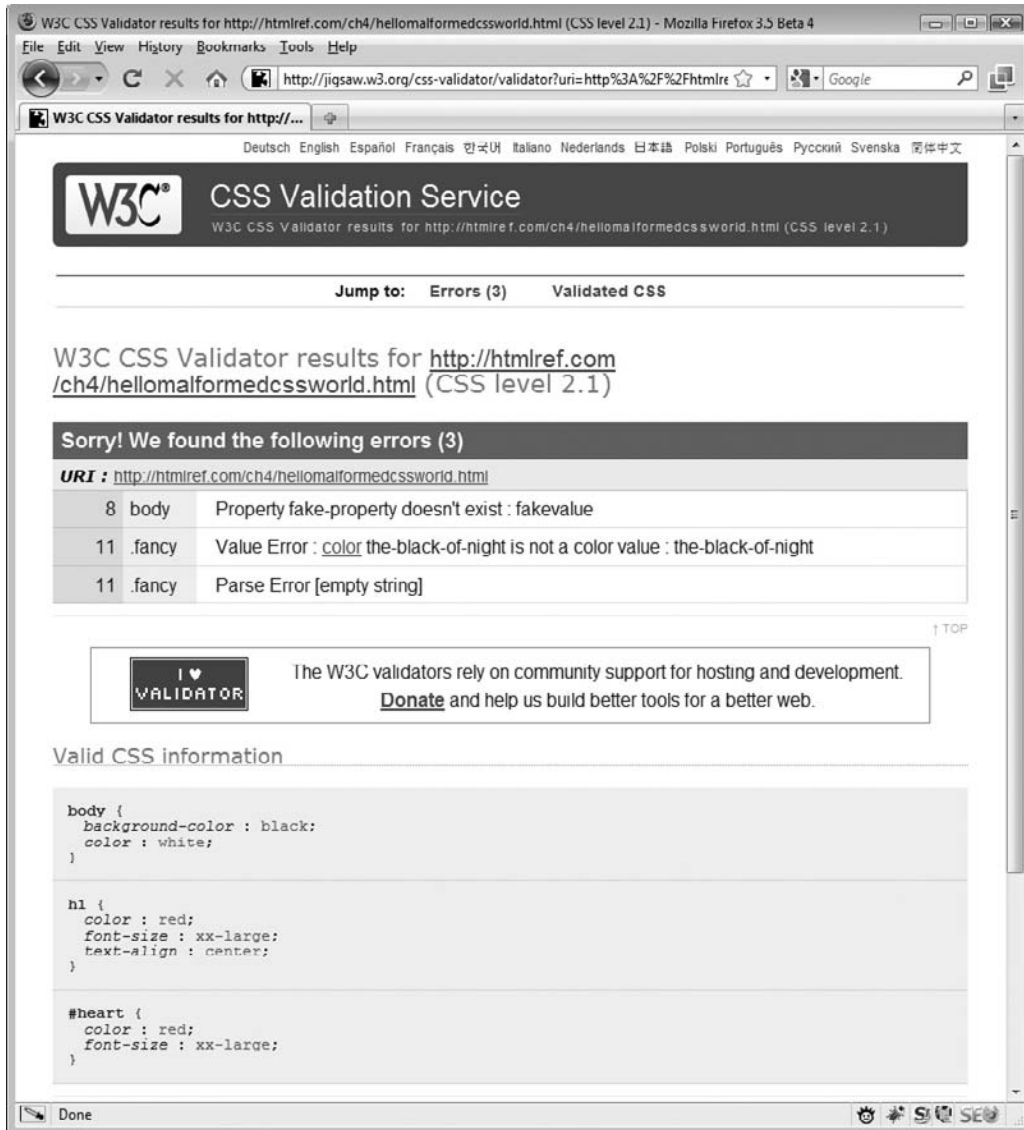 W3C CSS Validator results for http://htmlref.com/ch4/hellomalformedcssworld.html (CSS level 2.1) - Mozilla Firefox 3.5 Beta 4
File Edit View History Bookmarks Tools Help
http://jigsaw.w3.org/css-validator/validator?uri=http%3A%2F%2Fhtmlre
Google
W3C CSS Validator results for http://...
Deutsch English Español Français 한국어 Italiano Nederlands 日本語 Polski Português Русский Svenska 简体中文
W3C® CSS Validation Service
W3C CSS Validator results for http://htmlref.com/ch4/hellomalformedcssworld.html (CSS level 2.1)
Jump to: Errors (3) Validated CSS
W3C CSS Validator results for http://htmlref.com
/ch4/hellomalformedcssworld.html (CSS level 2.1)
Sorry! We found the following errors (3)
URI : http://htmlref.com/ch4/hellomalformedcssworld.html
8 body Property fake-property doesn't exist : fakevalue
11 .fancy Value Error : color the-black-of-night is not a color value : the-black-of-night
11 .fancy Parse Error [empty string]
↑ TOP
I ♥
VALIDATOR
The W3C validators rely on community support for hosting and development.
Donate and help us build better tools for a better web.
Valid CSS information
body {
background-color : black;
color : white;
}
h1 {
color : red;
font-size : xx-large;
text-align : center;
}
#heart {
color : red;
font-size : xx-large;
}
Done
SEO